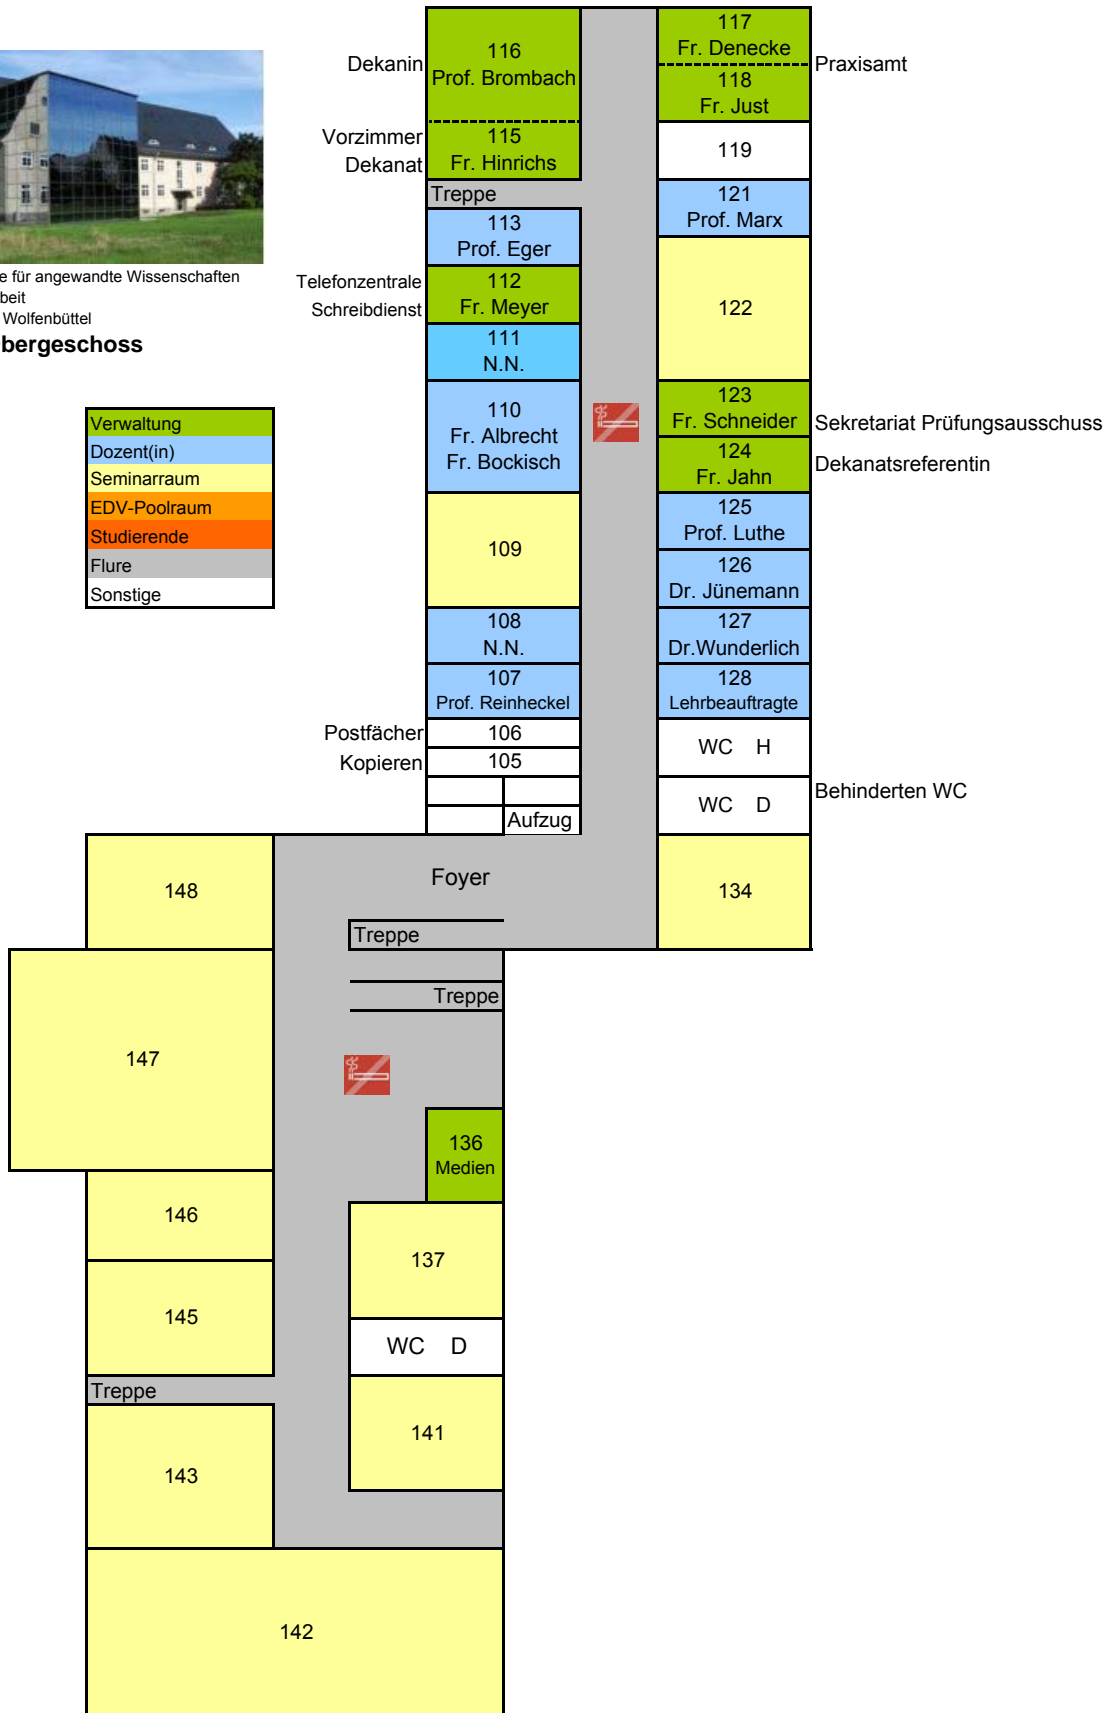 116
Prof. Brombach
Dekanin
115
Fr. Hinrichs
Vorzimmer
Dekanat
117
Fr. Denecke
118
Fr. Just
Praxisamt
119
Treppe
121
Prof. Marx
113
Prof. Eger
e für angewandte Wissenschaften
beit
Wolfenbüttel
bergeschoss
Telefonzentrale
Schreibdienst
112
Fr. Meyer
122
111
N.N.
110
Fr. Albrecht
Fr. Bockisch
123
Fr. Schneider
Sekretariat Prüfungsausschuss
124
Fr. Jahn
Dekanatsreferentin
Verwaltung
Dozent(in)
Seminarraum
EDV-Poolraum
Studierende
Flure
Sonstige
109
125
Prof. Luthe
126
Dr. Jünemann
108
N.N.
127
Dr.Wunderlich
107
Prof. Reinheckel
128
Lehrbeauftragte
Postfächer
106
Kopieren
105
WC H
WC D
Behinderten WC
Aufzug
148
Foyer
134
Treppe
Treppe
147
136
Medien
146
137
145
WC D
Treppe
141
143
142